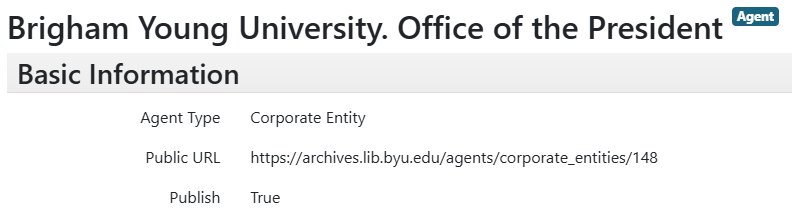 Brigham Young University. Office of the President Agent
Basic Information
Agent Type Corporate Entity
Public URL https://archives.lib.byu.edu/agents/corporate_entities/148
Publish True